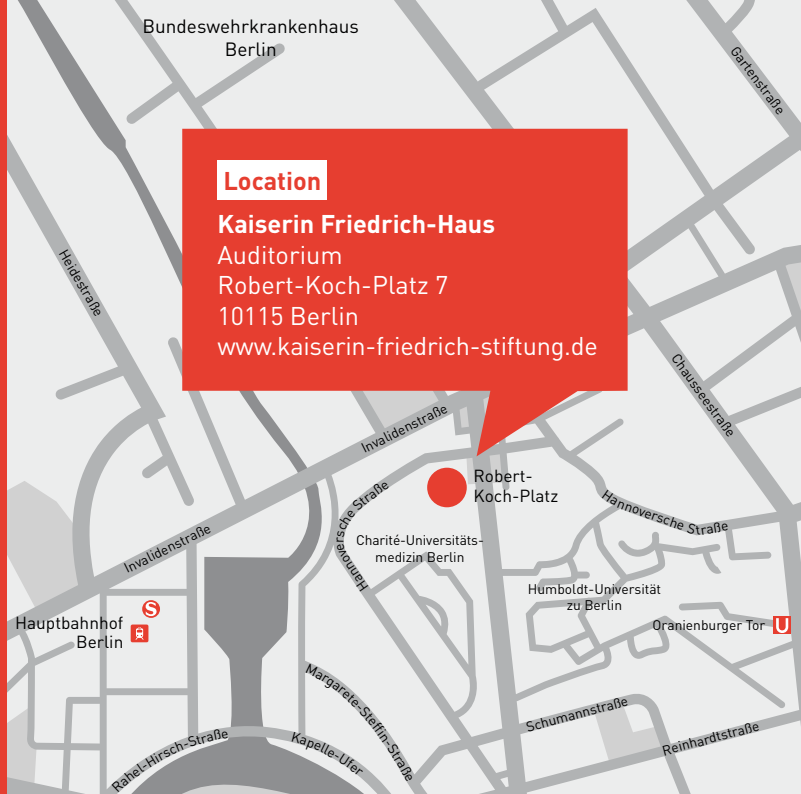 Bundeswehrkrankenhaus
Berlin
Gartenstraße
Location
Kaiserin Friedrich-Haus
Auditorium
Robert-Koch-Platz 7
10115 Berlin
www.kaiserin-friedrich-stiftung.de
Heidestraße
Chausseestraße
Invalidenstraße
Robert-
Koch-Platz
Hannoversche Straße
Hannoversche Straße
Charité-Universitäts-
medizin Berlin
Invalidenstraße
Hannoversche Straße
Humboldt-Universität
zu Berlin
S
Hauptbahnhof
Berlin
Oranienburger Tor U
Margarete-Steffin-Straße
Schumannstraße
Reinhardtstraße
Rahel-Hirsch-Straße
Kapelle-Ufer